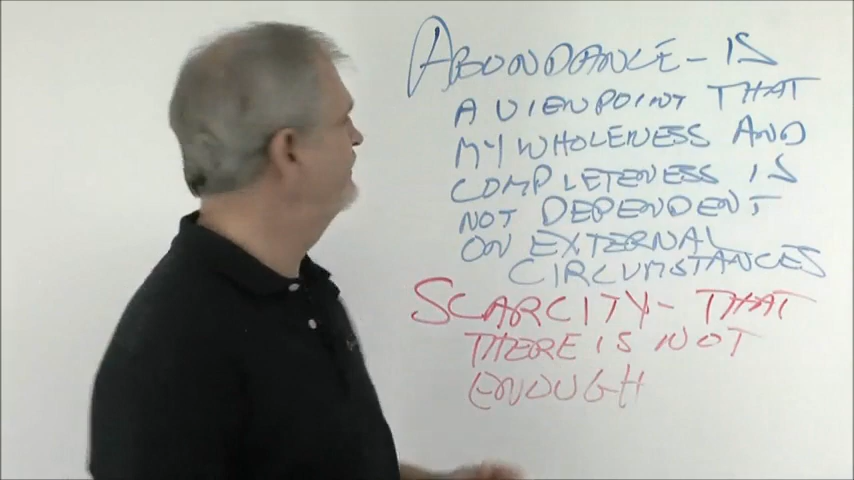 ABUNDANCE - IS
A VIEWPOINT THAT
MY WHOLENESS AND
COMPLETENESS IS
NOT DEPENDENT
ON EXTERNAL
CIRCUMSTANCES
SCARCITY - THAT
THERE IS NOT
ENOUGH